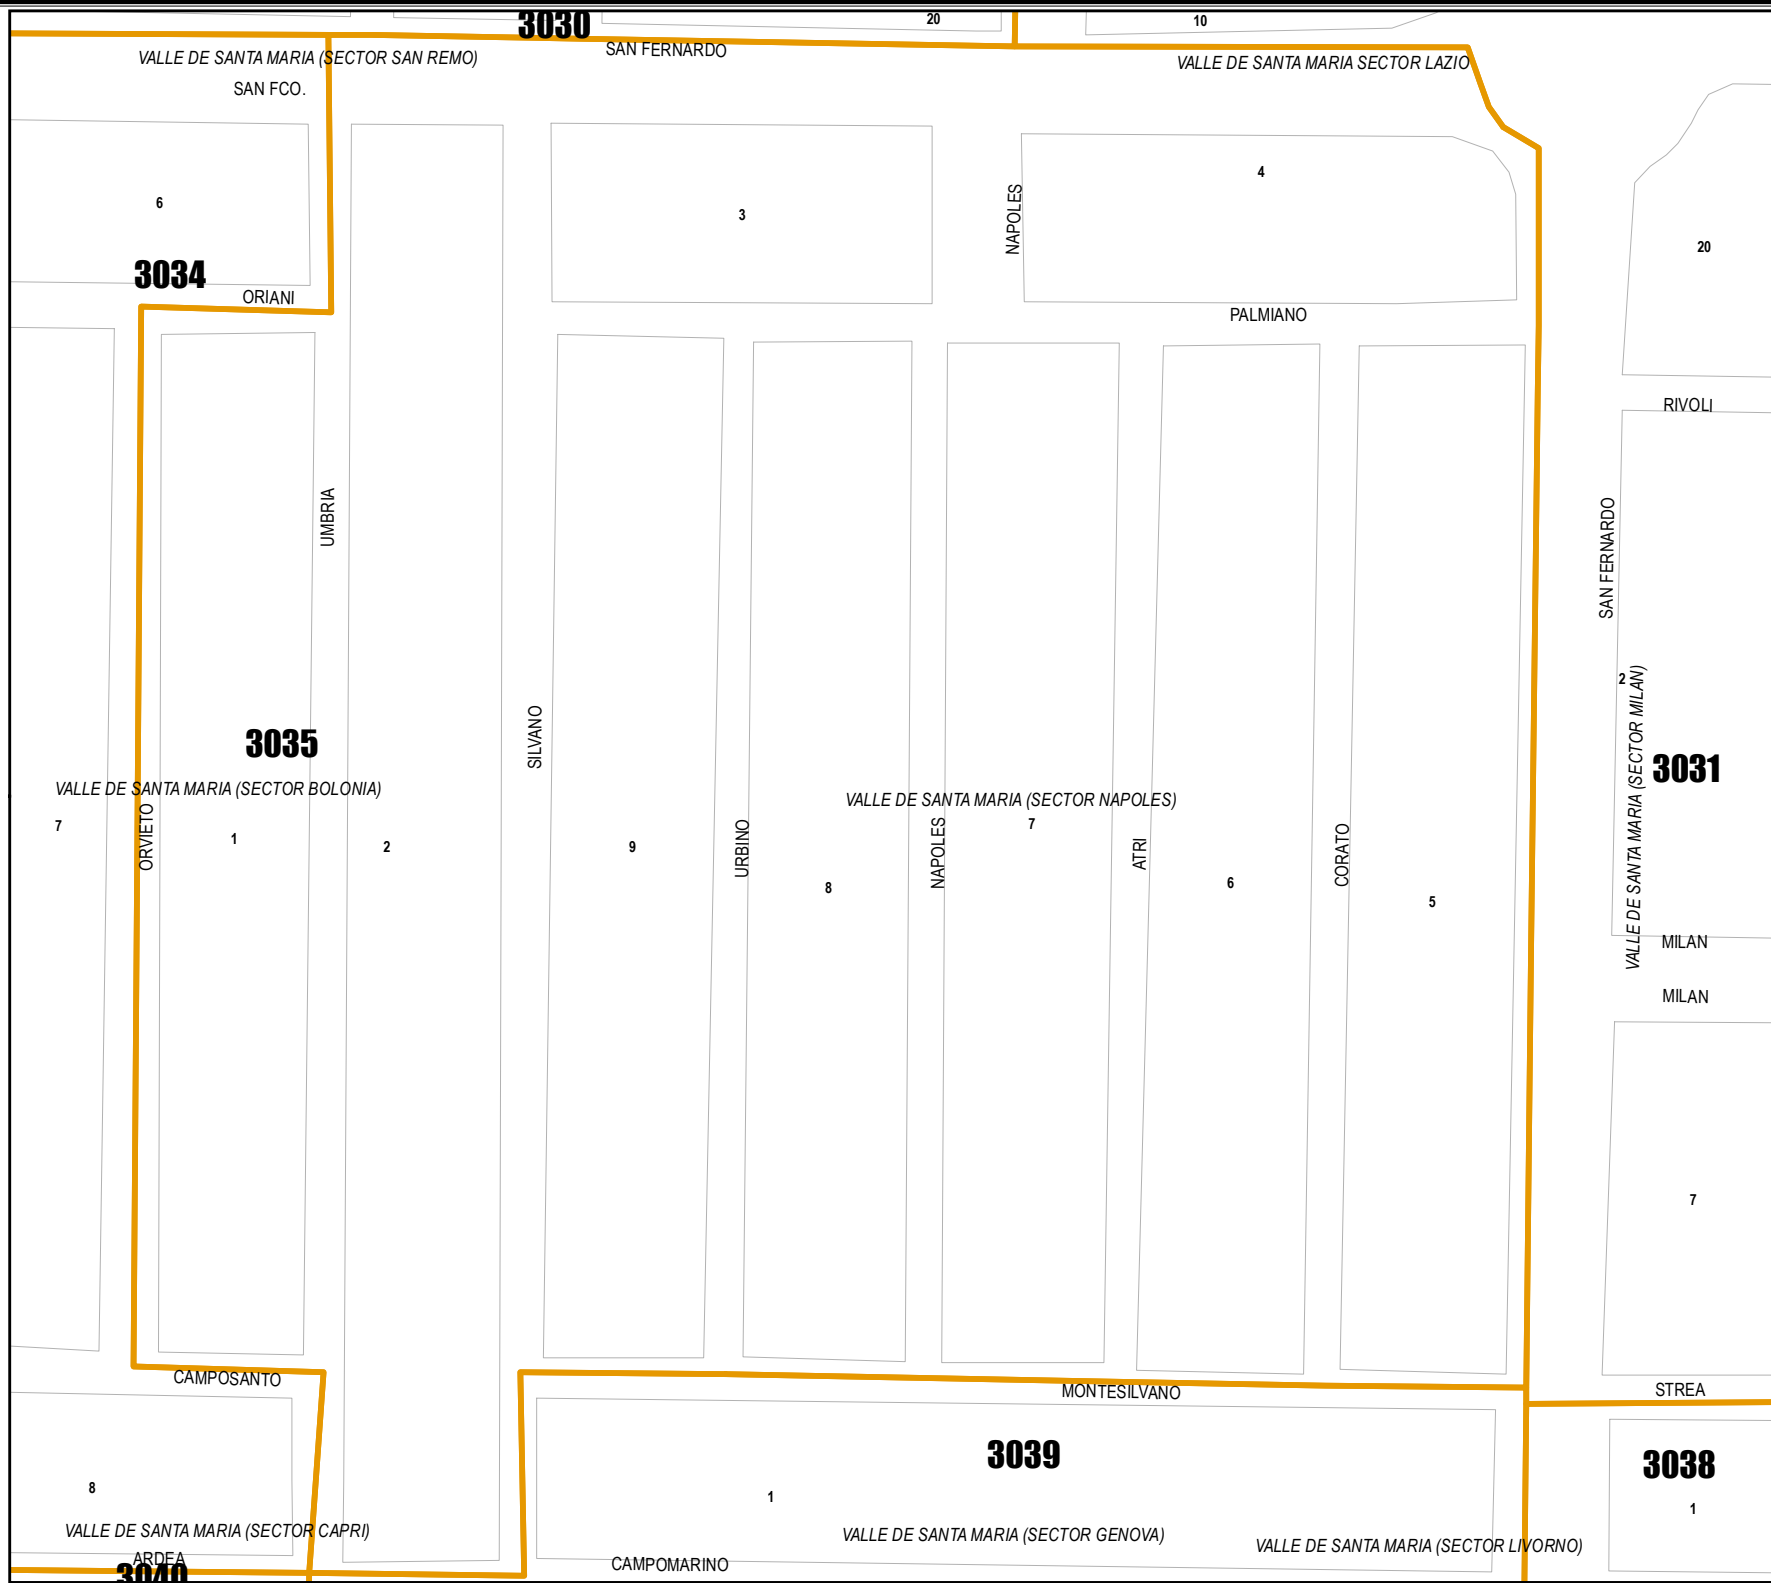 3030
20
10
SAN FERNARDO
VALLE DE SANTA MARIA (SECTOR SAN REMO)
VALLE DE SANTA MARIA SECTOR LAZIO
SAN FCO.
6
3
NAPOLES
4
20
3034
ORIANI
PALMIANO
RIVOLI
UMBRIA
SAN FERNARDO
2
VALLE DE SANTA MARIA (SECTOR MILAN)
3031
3035
SILVANO
VALLE DE SANTA MARIA (SECTOR BOLONIA)
VALLE DE SANTA MARIA (SECTOR NAPOLES)
7
ORVIETO
1
2
9
URBINO
8
NAPOLES
7
ATRI
6
CORATO
5
MILAN
MILAN
7
CAMPOSANTO
MONTESILVANO
STREA
3039
3038
8
1
1
VALLE DE SANTA MARIA (SECTOR CAPRI)
VALLE DE SANTA MARIA (SECTOR GENOVA)
VALLE DE SANTA MARIA (SECTOR LIVORNO)
ARDEA
CAMPOMARINO
3040